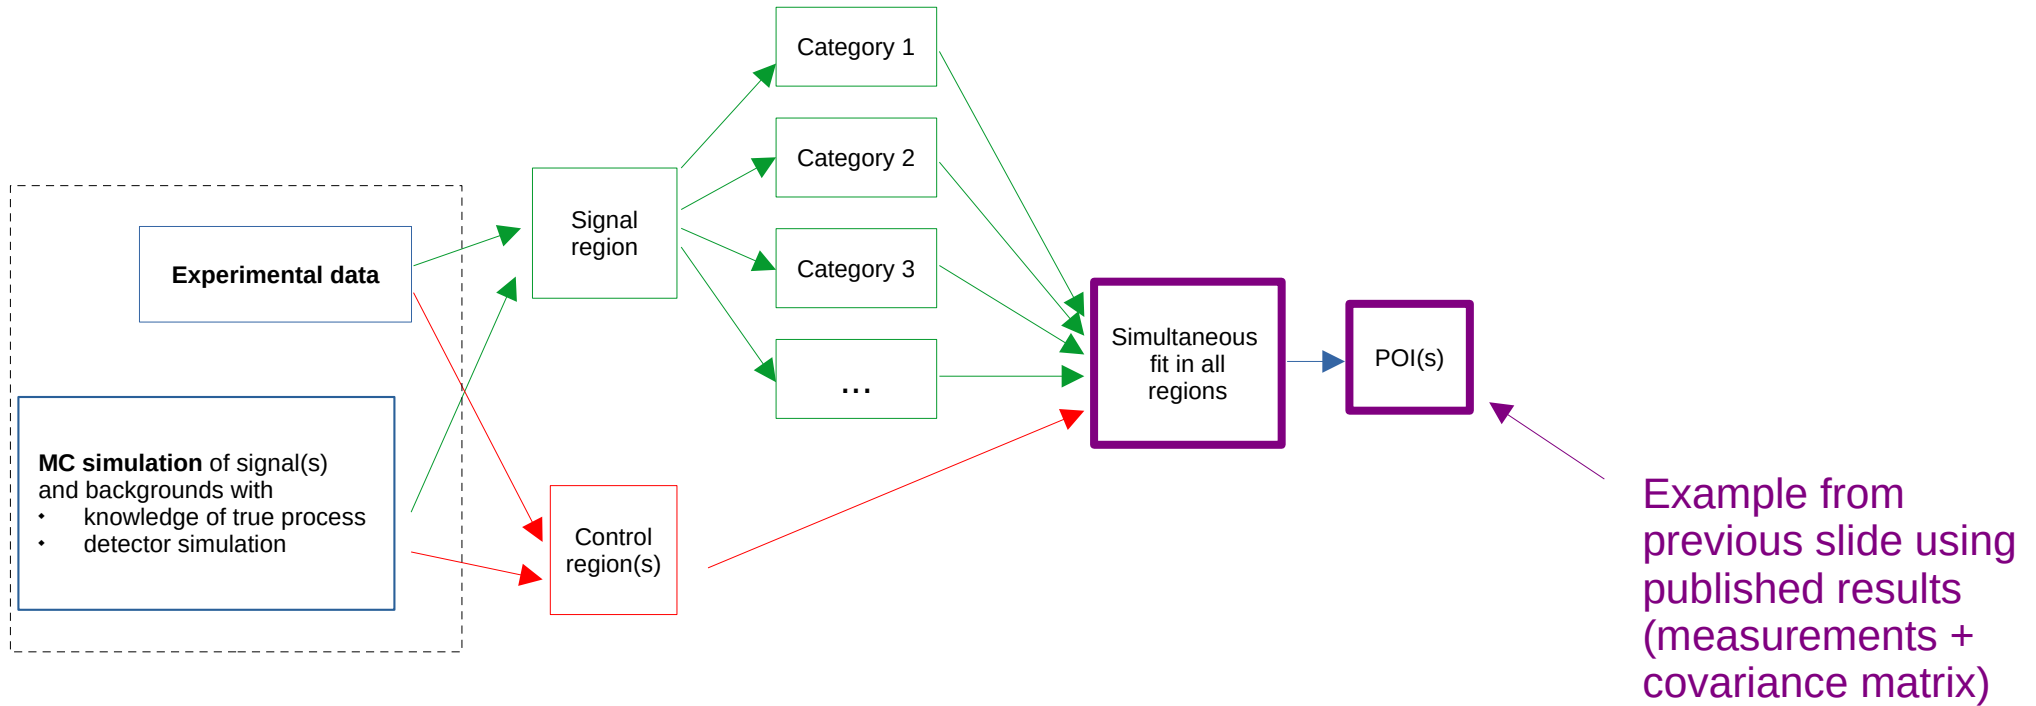 Category 1
Category 2
Category 3
...
Signal
region
Experimental data
MC simulation of signal(s)
and backgrounds with
• knowledge of true process
• detector simulation
Control
region(s)
Simultaneous
fit in all
regions
POI(s)
Example from
previous slide using
published results
(measurements +
covariance matrix)